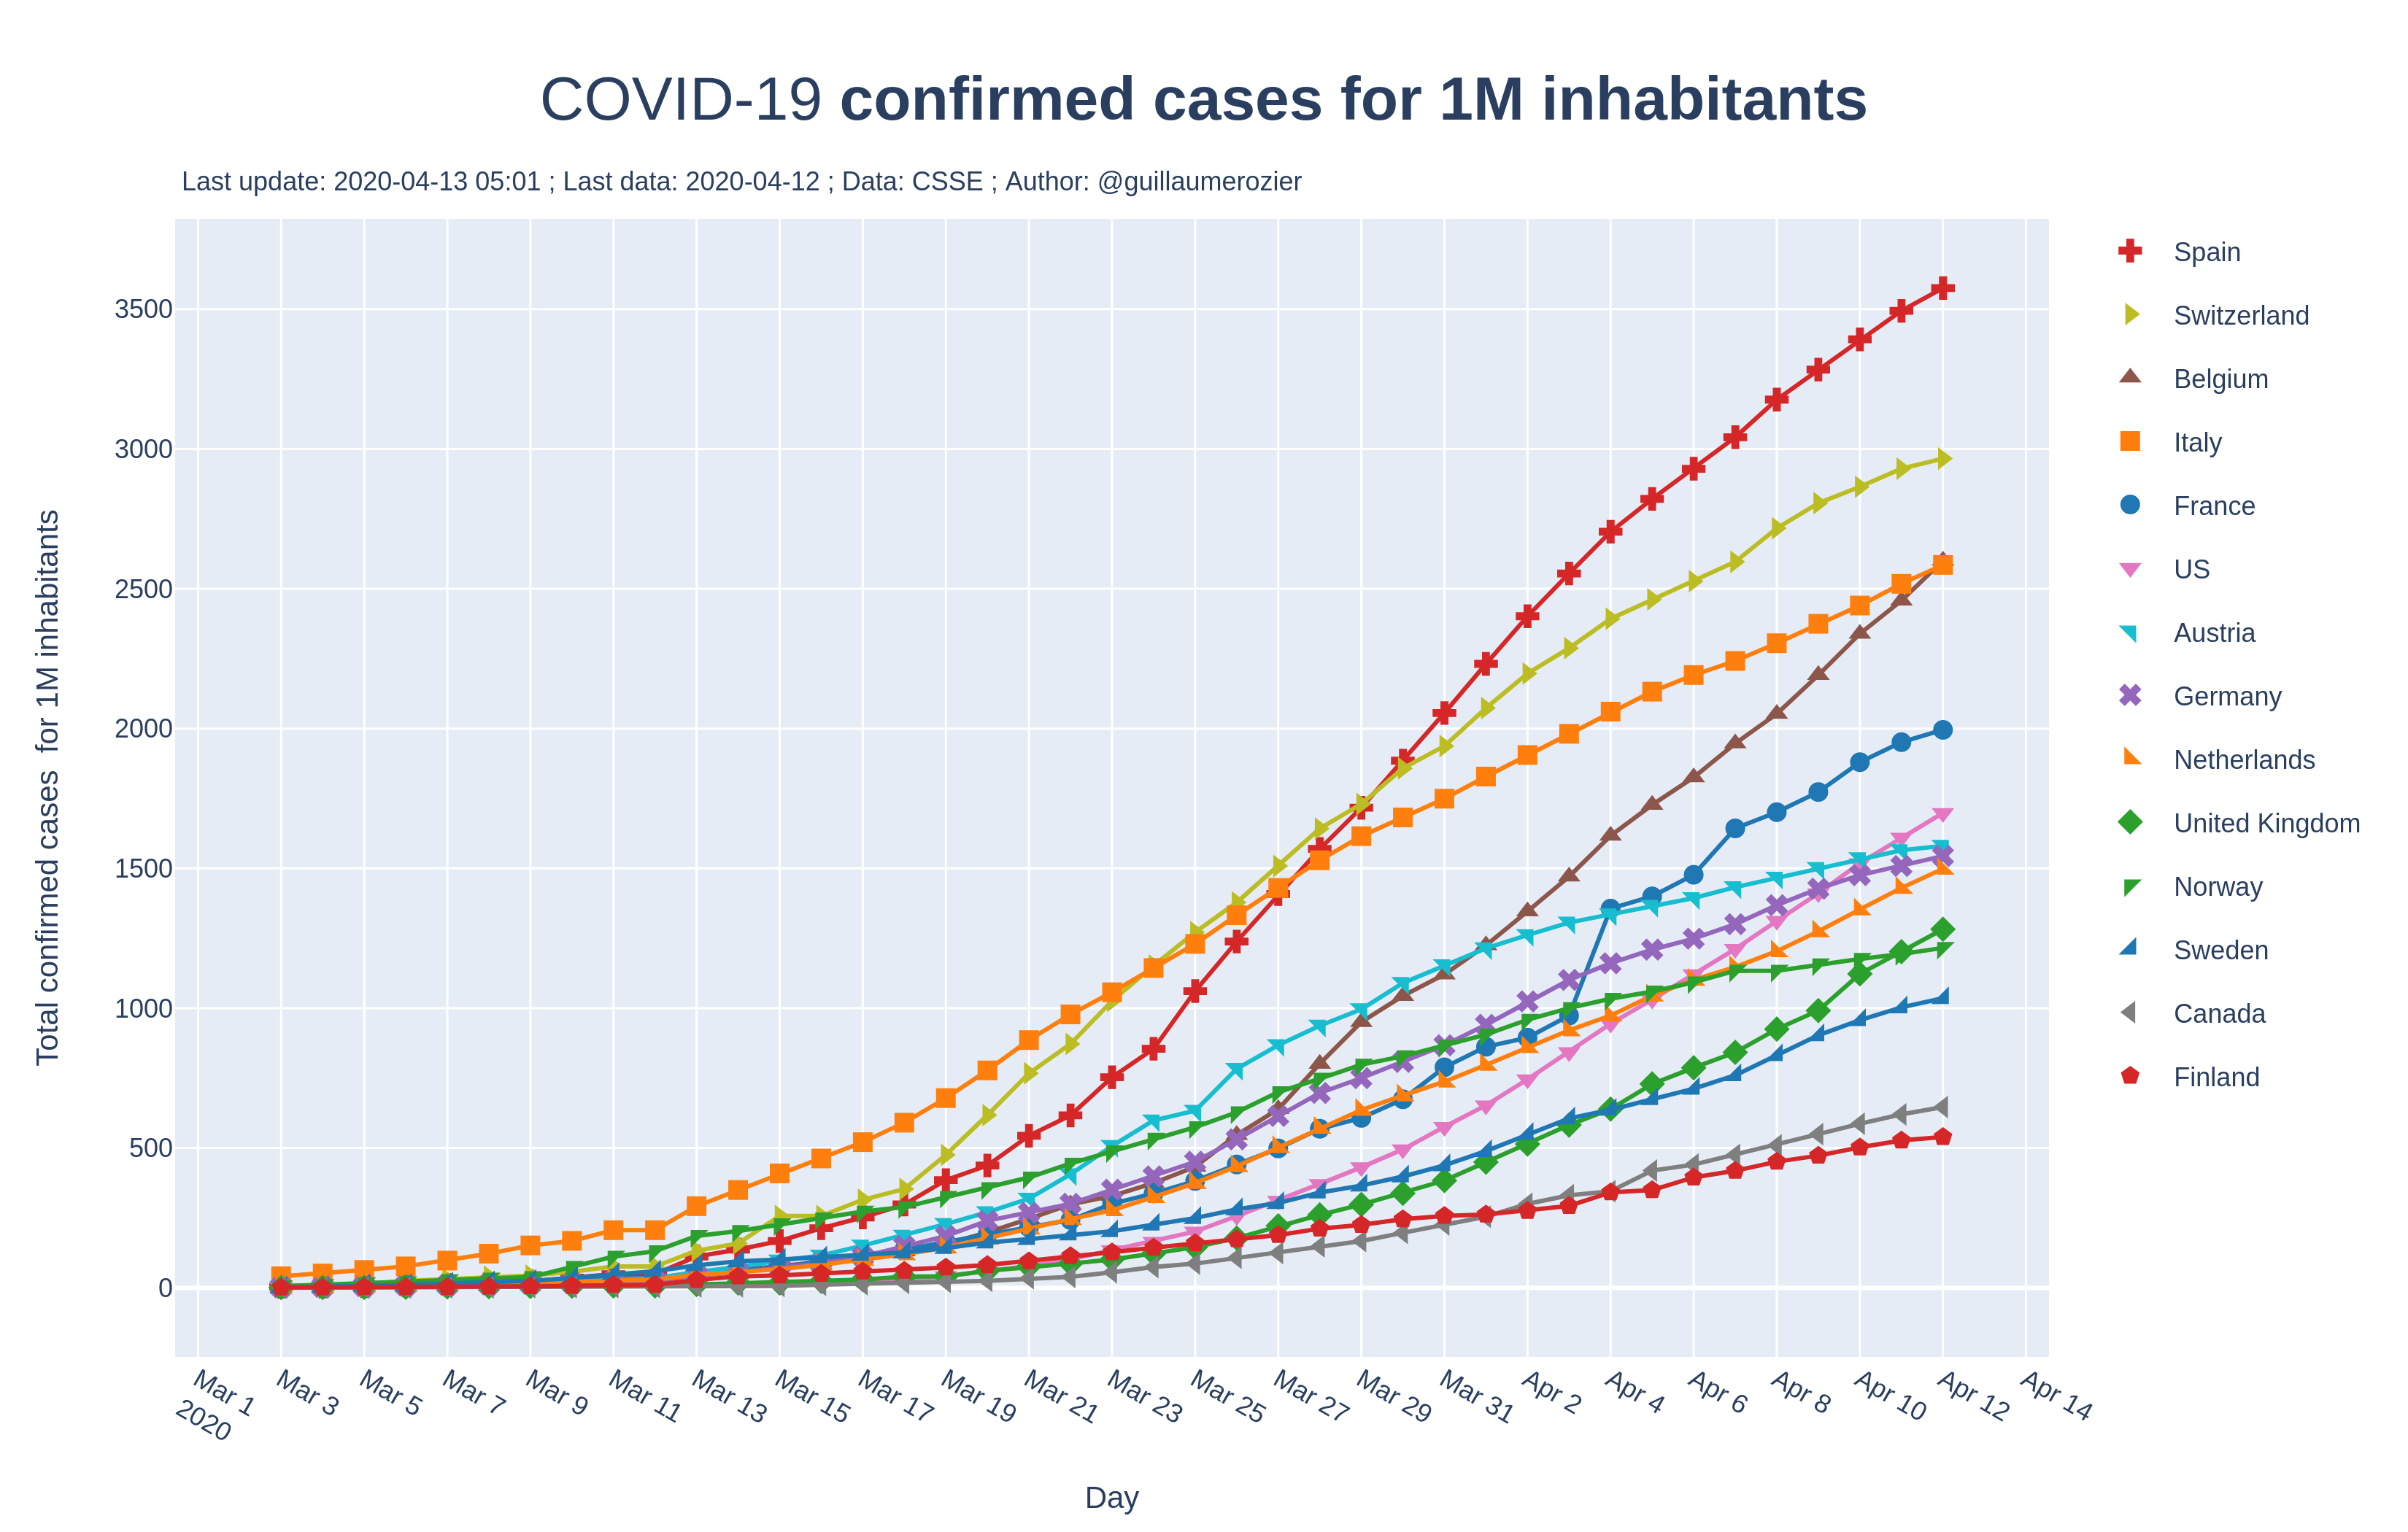 COVID-19 confirmed cases for 1M inhabitants
Last update: 2020-04-13 05:01 ; Last data: 2020-04-12 ; Data: CSSE ; Author: @guillaumerozier
Total confirmed cases for 1M inhabitants
3500
3000
2500
2000
1500
1000
500
0
Mar 1
2020
Mar 3
Mar 5
Mar 7
Mar 9
Mar 11
Mar 13
Mar 15
Mar 17
Mar 19
Mar 21
Mar 23
Mar 25
Mar 27
Mar 29
Mar 31
Apr 2
Apr 4
Apr 6
Apr 8
Apr 10
Apr 12
Apr 14
Day
Spain
Switzerland
Belgium
Italy
France
US
Austria
Germany
Netherlands
United Kingdom
Norway
Sweden
Canada
Finland